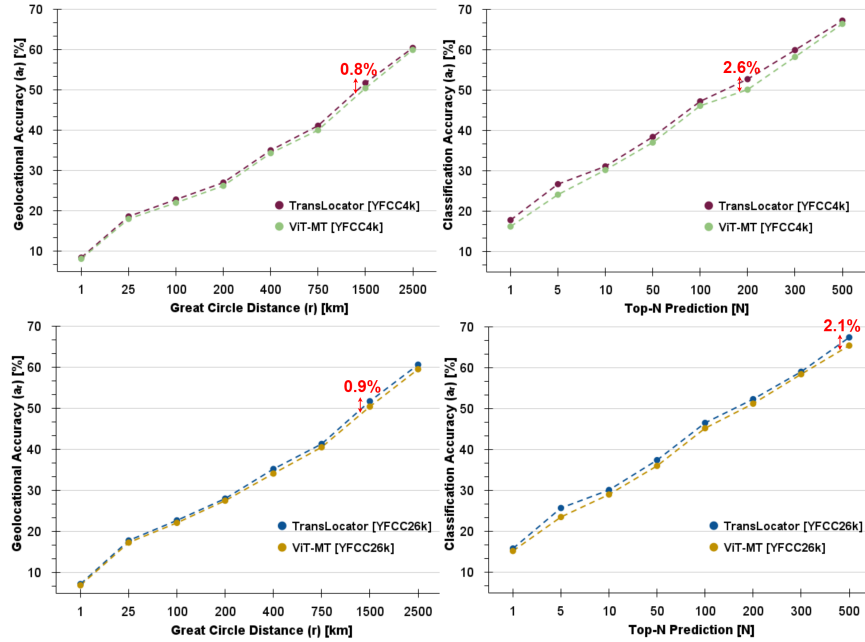 Geolocational Accuracy (aᵣ) [%]
70
60
50
40
30
20
10
0.8%
TransLocator [YFCC4k]
ViT-MT [YFCC4k]
1 25 100 200 400 750 1500 2500
Great Circle Distance (r) [km]
Classification Accuracy (aᵣ) [%]
70
60
50
40
30
20
10
2.6%
TransLocator [YFCC4k]
ViT-MT [YFCC4k]
1 5 10 50 100 200 300 500
Top-N Prediction [N]
Geolocational Accuracy (aᵣ) [%]
70
60
50
40
30
20
10
0.9%
TransLocator [YFCC26k]
ViT-MT [YFCC26k]
1 25 100 200 400 750 1500 2500
Great Circle Distance (r) [km]
Classification Accuracy (aᵣ) [%]
70
60
50
40
30
20
10
2.1%
TransLocator [YFCC26k]
ViT-MT [YFCC26k]
1 5 10 50 100 200 300 500
Top-N Prediction [N]